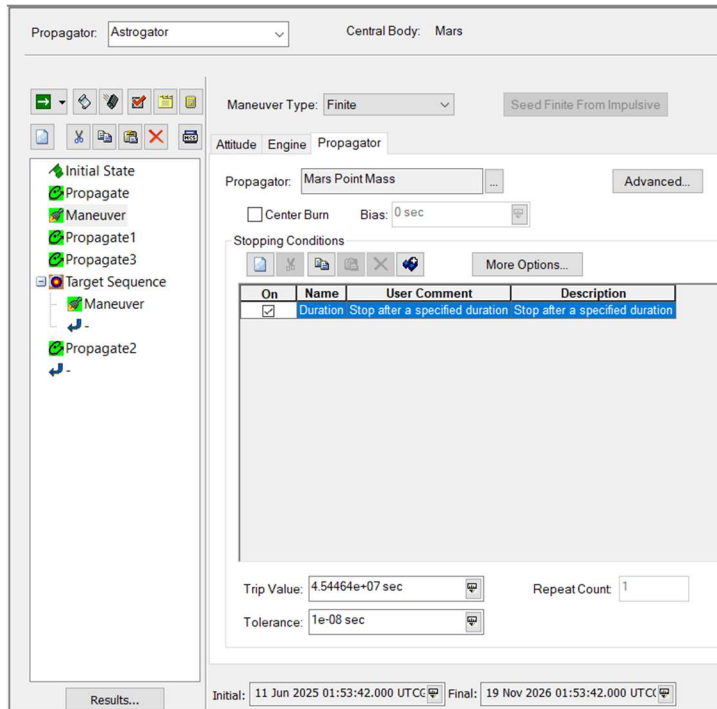 Propagator: Astrogator Central Body: Mars
Maneuver Type: Finite Seed Finite From Impulsive
Attitude Engine Propagator
Initial State
Propagate
Maneuver
Propagate1
Propagate3
Target Sequence
Maneuver
-
Propagate2
-
Results...
Propagator: Mars Point Mass ... Advanced...
Center Burn Bias: 0 sec
Stopping Conditions
More Options...
On Name User Comment Description
Duration Stop after a specified duration Stop after a specified duration
Trip Value: 4.54464e+07 sec Repeat Count: 1
Tolerance: 1e-08 sec
Initial: 11 Jun 2025 01:53:42.000 UTCG Final: 19 Nov 2026 01:53:42.000 UTC(